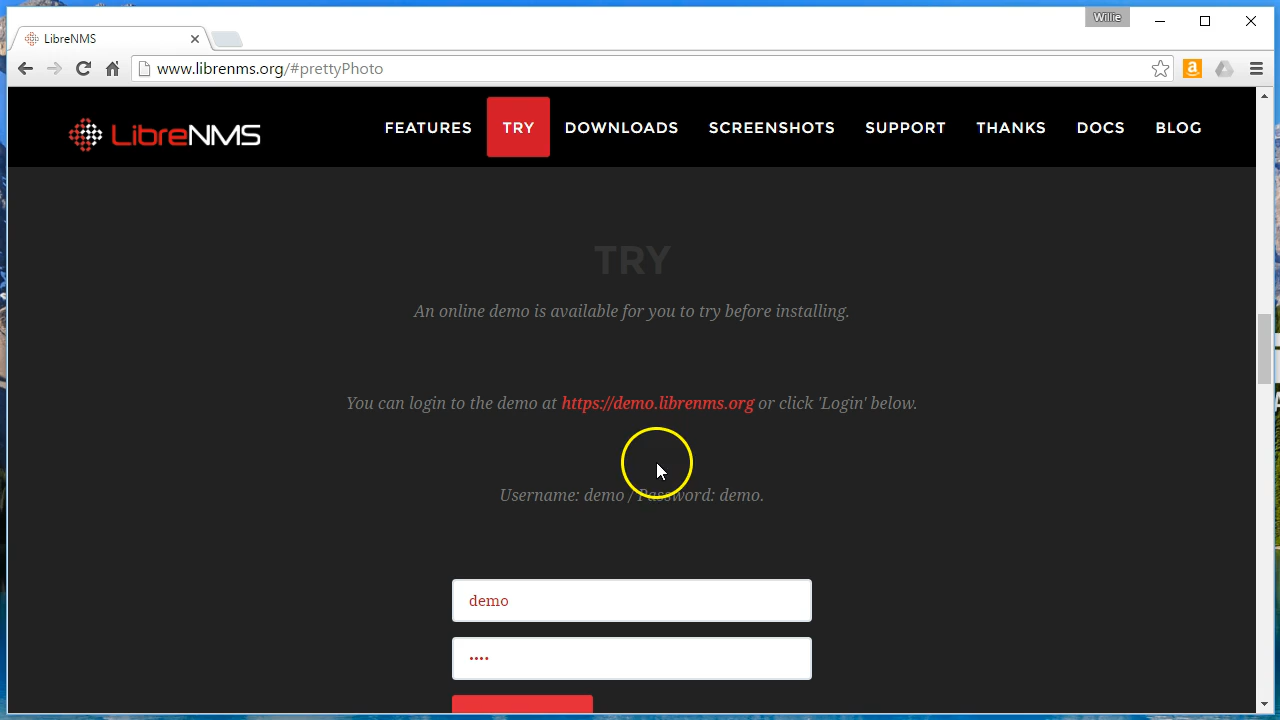 Willie
LibreNMS
www.librenms.org/#prettyPhoto
LibreNMS FEATURES TRY DOWNLOADS SCREENSHOTS SUPPORT THANKS DOCS BLOG
TRY
An online demo is available for you to try before installing.
You can login to the demo at https://demo.librenms.org or click 'Login' below.
Username: demo / Password: demo.
demo
••••